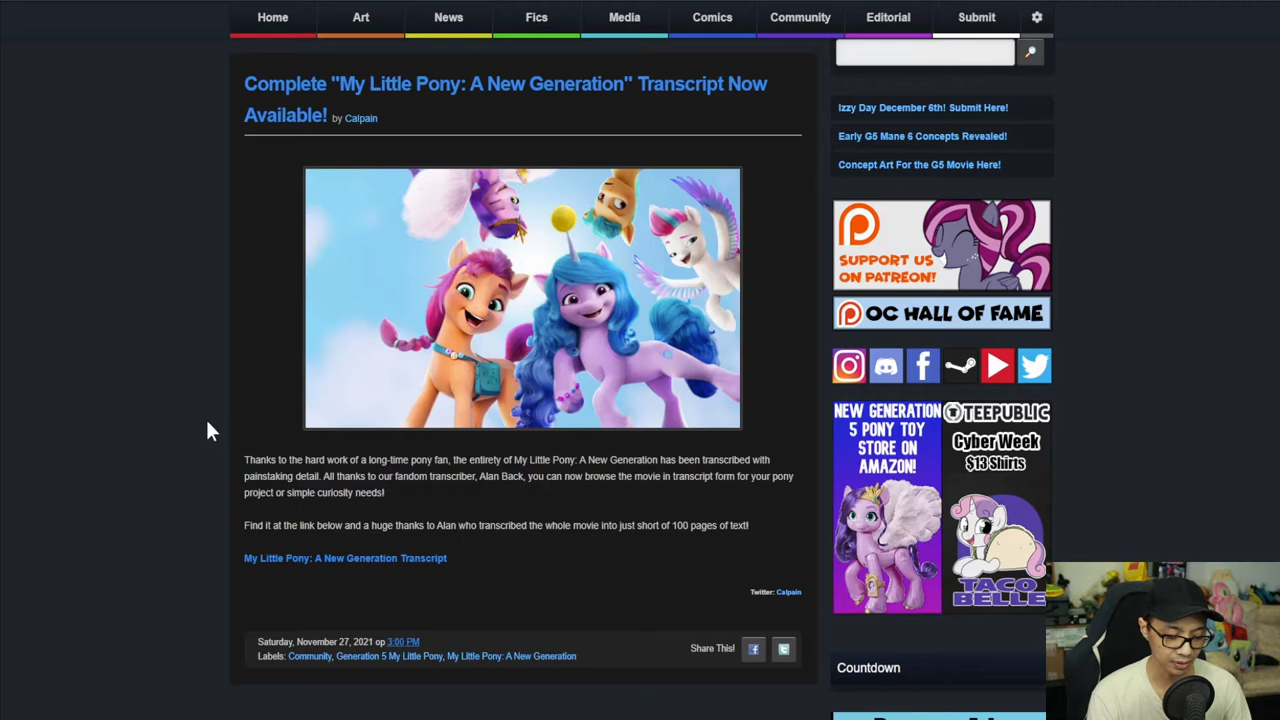 Home Art News Fics Media Comics Community Editorial Submit
Complete "My Little Pony: A New Generation" Transcript Now
Available! by Calpain
Thanks to the hard work of a long-time pony fan, the entirety of My Little Pony: A New Generation has been transcribed with
painstaking detail. All thanks to our fandom transcriber, Alan Back, you can now browse the movie in transcript form for your pony
project or simple curiosity needs!
Find it at the link below and a huge thanks to Alan who transcribed the whole movie into just short of 100 pages of text!
My Little Pony: A New Generation Transcript
Twitter: Calpain
Saturday, November 27, 2021 op 3:00 PM
Labels: Community, Generation 5 My Little Pony, My Little Pony: A New Generation
Share This!
Izzy Day December 6th! Submit Here!
Early G5 Mane 6 Concepts Revealed!
Concept Art For the G5 Movie Here!
SUPPORT US
ON PATREON!
OC HALL OF FAME
NEW GENERATION
5 PONY TOY
STORE ON
AMAZON!
TEEPUBLIC
Cyber Week
$13 Shirts
TACO
BELLE
Countdown